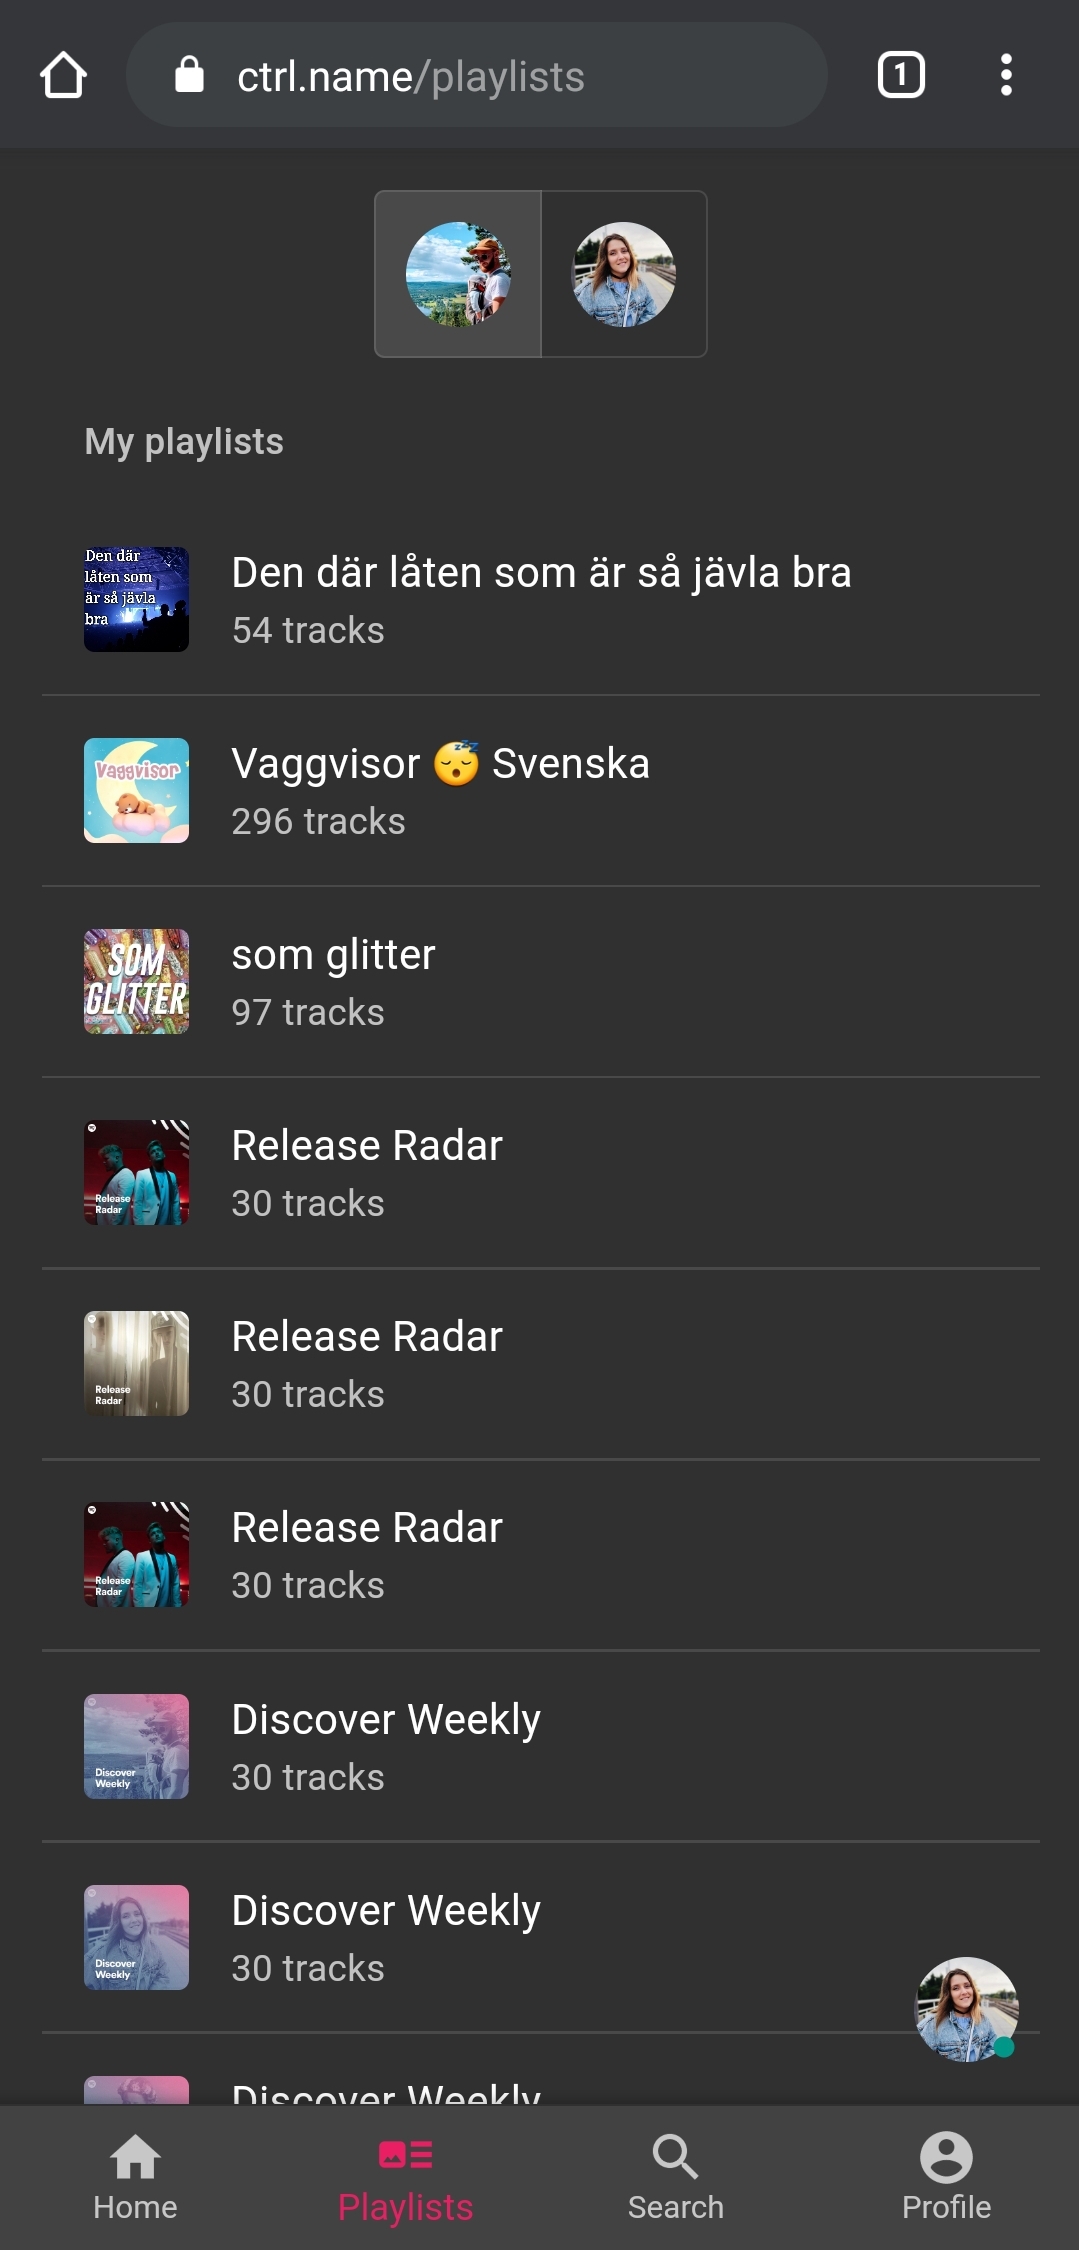 ctrl.name/playlists
1
My playlists
Den där
låten som
är så jävla
bra
Den där låten som är så jävla bra
54 tracks
Vaggvisor
Vaggvisor 😴 Svenska
296 tracks
SOM
GLITTER
som glitter
97 tracks
Release
Radar
Release Radar
30 tracks
Release
Radar
Release Radar
30 tracks
Release
Radar
Release Radar
30 tracks
Discover
Weekly
Discover Weekly
30 tracks
Discover
Weekly
Discover Weekly
30 tracks
Discover Weekly
Home
Playlists
Search
Profile